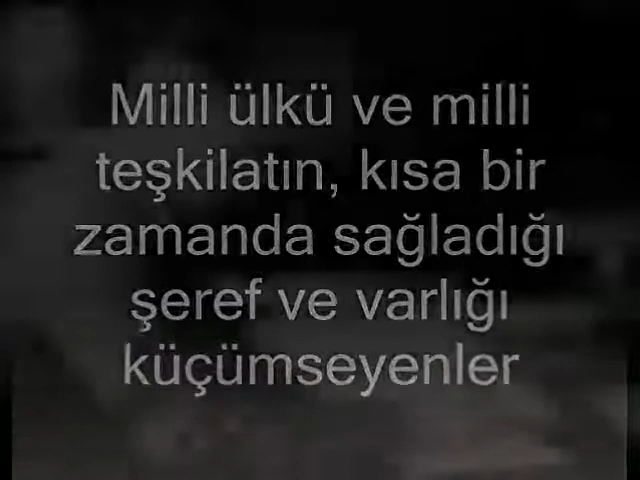 Milli ülkü ve milli
teşkilatın, kısa bir
zamanda sağladığı
şeref ve varlığı
küçümseyenler